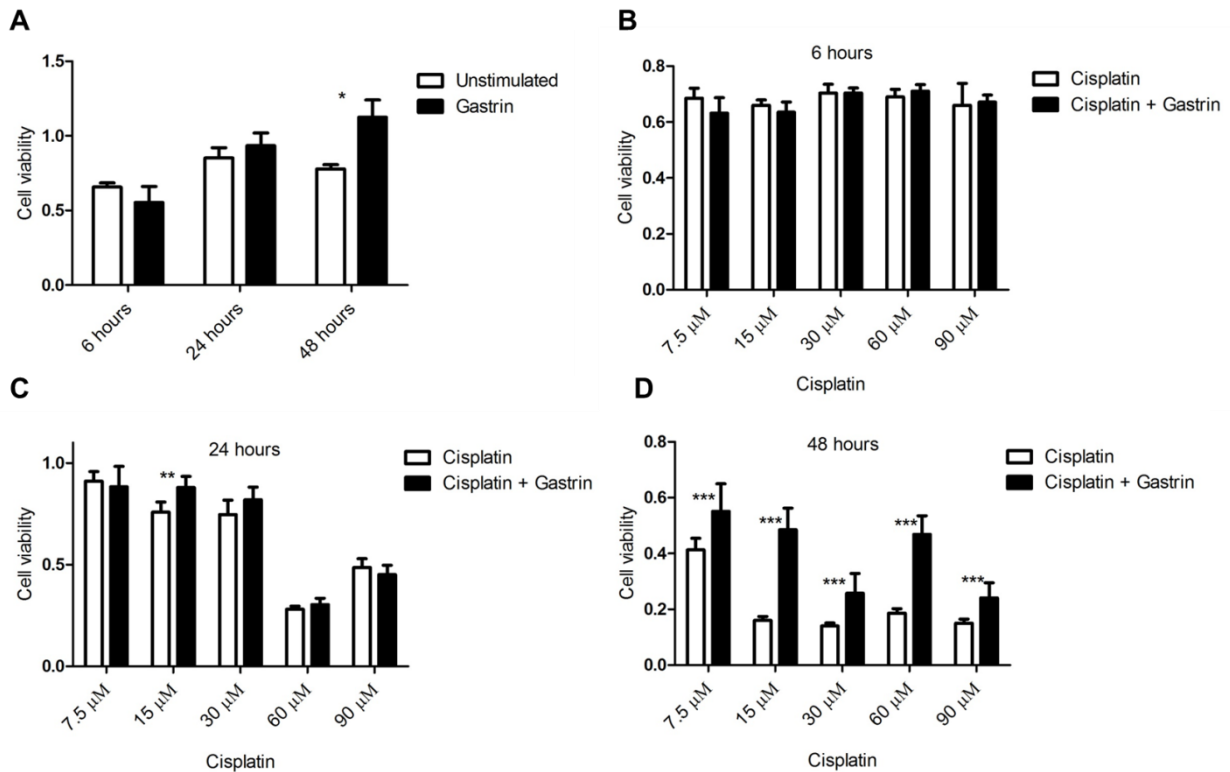 A
1.5
1.0
0.5
0.0
Cell viability
*
Unstimulated
Gastrin
6 hours
24 hours
48 hours
B
6 hours
0.8
0.6
0.4
0.2
0.0
Cell viability
Cisplatin
Cisplatin + Gastrin
7.5 μM
15 μM
30 μM
60 μM
90 μM
Cisplatin
C
24 hours
1.0
0.5
0.0
Cell viability
**
Cisplatin
Cisplatin + Gastrin
7.5 μM
15 μM
30 μM
60 μM
90 μM
Cisplatin
D
48 hours
0.8
0.6
0.4
0.2
0.0
Cell viability
***
***
***
***
***
Cisplatin
Cisplatin + Gastrin
7.5 μM
15 μM
30 μM
60 μM
90 μM
Cisplatin